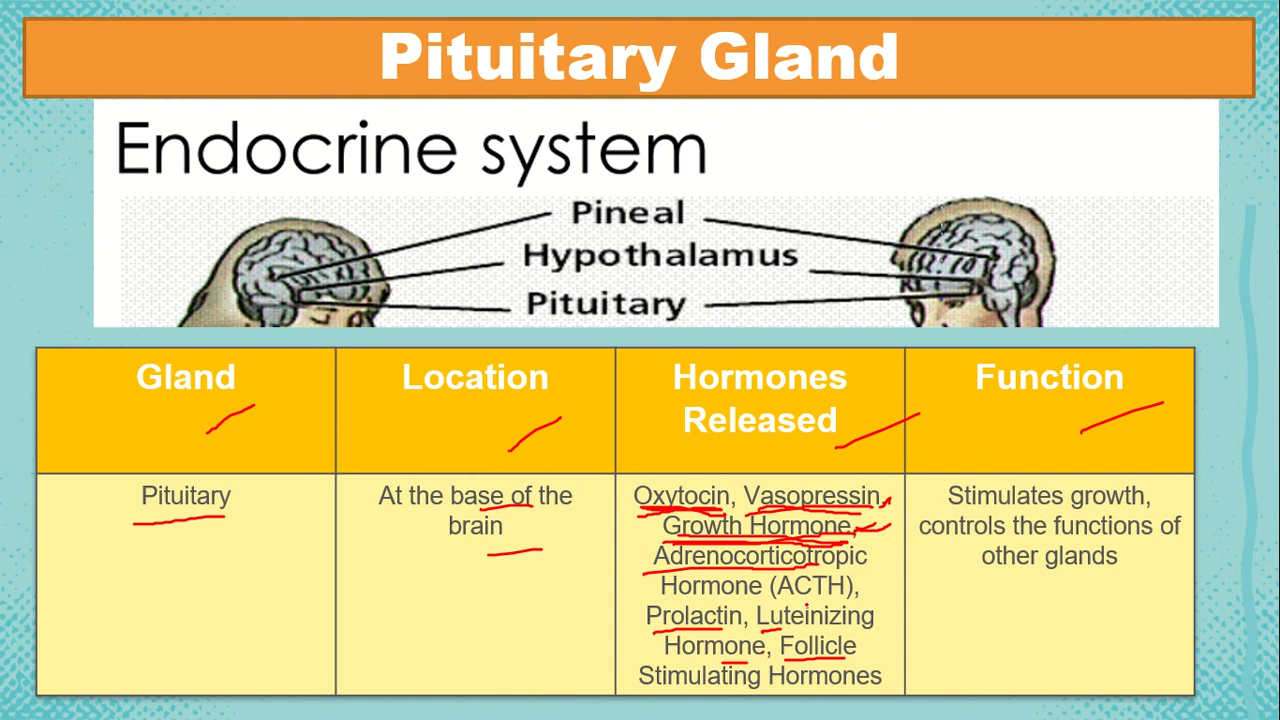 Pituitary Gland
Endocrine system
Pineal
Hypothalamus
Pituitary
Gland
Location
Hormones
Released
Function
Pituitary
At the base of the
brain
Oxytocin, Vasopressin,
Growth Hormone,
Adrenocorticotropic
Hormone (ACTH),
Prolactin, Luteinizing
Hormone, Follicle
Stimulating Hormones
Stimulates growth,
controls the functions of
other glands